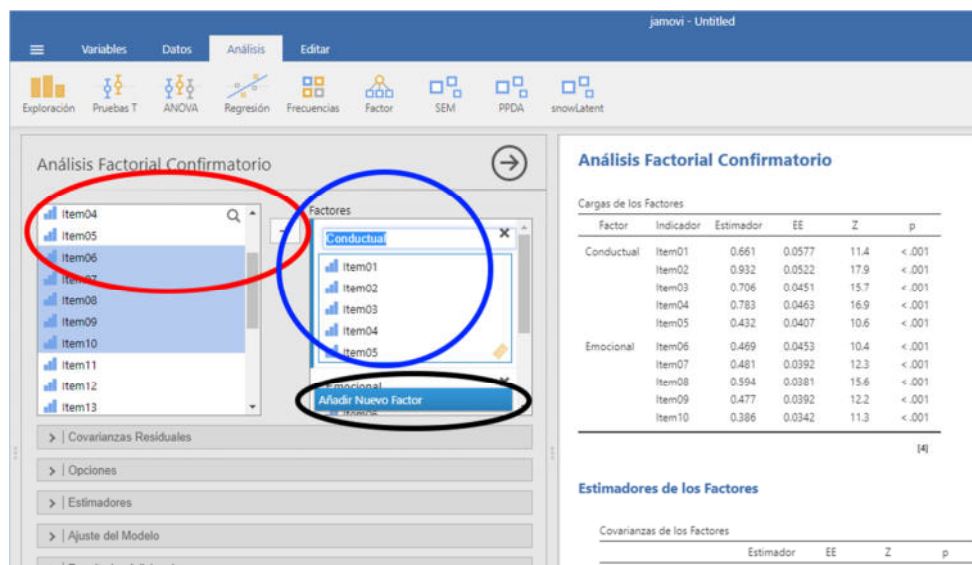 jamovi - Untitled
Variables Datos Análisis Editar
Exploración Pruebas T ANOVA Regresión Frecuencias Factor SEM PPDA snowLatent
Análisis Factorial Confirmatorio
Item04
Item05
Item06
Item07
Item08
Item09
Item10
Item11
Item12
Item13
Factores
Conductual
Item01
Item02
Item03
Item04
Item05
Emocional
Añadir Nuevo Factor
Item06
Covarianzas Residuales
Opciones
Estimadores
Ajuste del Modelo
Análisis Factorial Confirmatorio
Cargas de los Factores
Factor Indicador Estimador EE Z p
Conductual Item01 0.661 0.0577 11.4 < .001
Item02 0.932 0.0522 17.9 < .001
Item03 0.706 0.0451 15.7 < .001
Item04 0.783 0.0463 16.9 < .001
Item05 0.432 0.0407 10.6 < .001
Emocional Item06 0.469 0.0453 10.4 < .001
Item07 0.481 0.0392 12.3 < .001
Item08 0.594 0.0381 15.6 < .001
Item09 0.477 0.0392 12.2 < .001
Item10 0.386 0.0342 11.3 < .001
[4]
Estimadores de los Factores
Covarianzas de los Factores
Estimador EE Z p